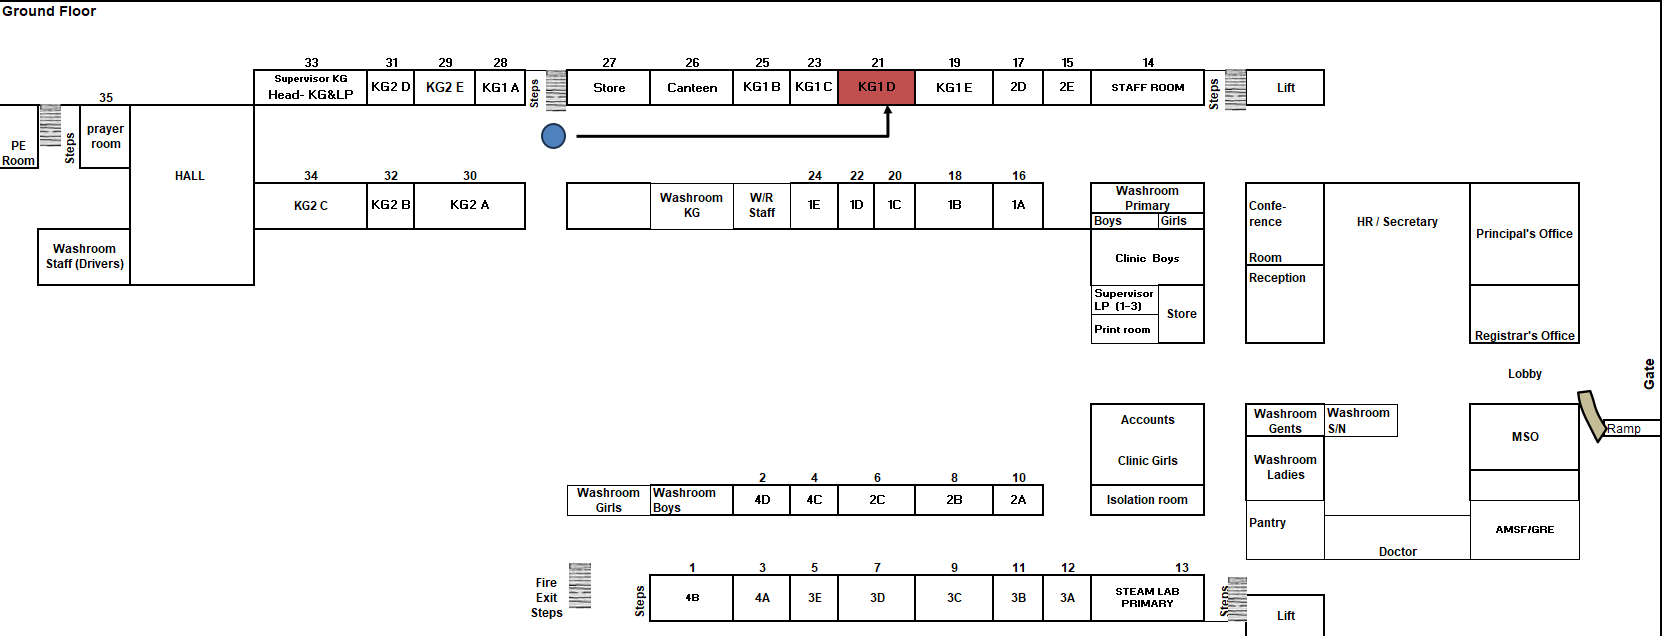 Ground Floor
33 31 29 28 27 26 25 23 21 19 17 15 14
Supervisor KG
Head- KG&LP
KG2 D
KG2 E
KG1 A
Steps
Store
Canteen
KG1 B
KG1 C
KG1 D
KG1 E
2D
2E
STAFF ROOM
Steps
Lift
PE
Room
Steps
35
prayer
room
HALL
34 32 30 24 22 20 18 16
KG2 C
KG2 B
KG2 A
Washroom
KG
W/R
Staff
1E
1D
1C
1B
1A
Washroom
Primary
Boys
Girls
Clinic Boys
Supervisor
LP (1-3)
Print room
Store
Washroom
Staff (Drivers)
Confe-
rence
Room
Reception
HR / Secretary
Principal's Office
Registrar's Office
Lobby
Gate
Ramp
Accounts
Clinic Girls
Isolation room
Washroom
Gents
Washroom
S/N
Washroom
Ladies
Pantry
Doctor
MSO
AMSF/GRE
2 4 6 8 10
Washroom
Girls
Washroom
Boys
4D
4C
2C
2B
2A
Fire
Exit
Steps
Steps
1 3 5 7 9 11 12 13
4B
4A
3E
3D
3C
3B
3A
STEAM LAB
PRIMARY
Steps
Lift